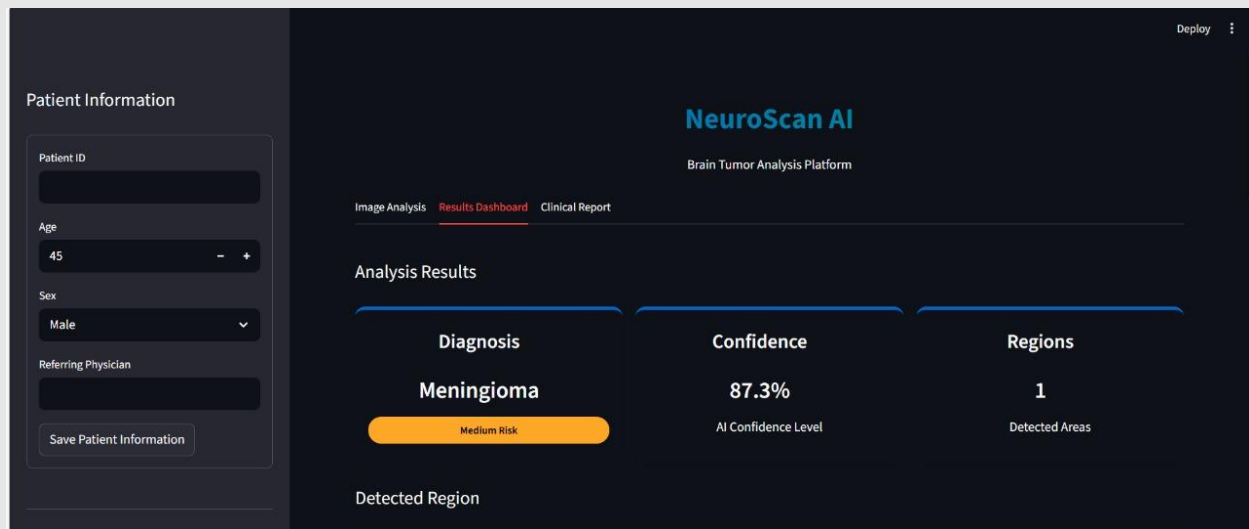 Deploy
Patient Information
Patient ID
Age
45
Sex
Male
Referring Physician
Save Patient Information
NeuroScan AI
Brain Tumor Analysis Platform
Image Analysis Results Dashboard Clinical Report
Analysis Results
Diagnosis
Meningioma
Medium Risk
Confidence
87.3%
AI Confidence Level
Regions
1
Detected Areas
Detected Region